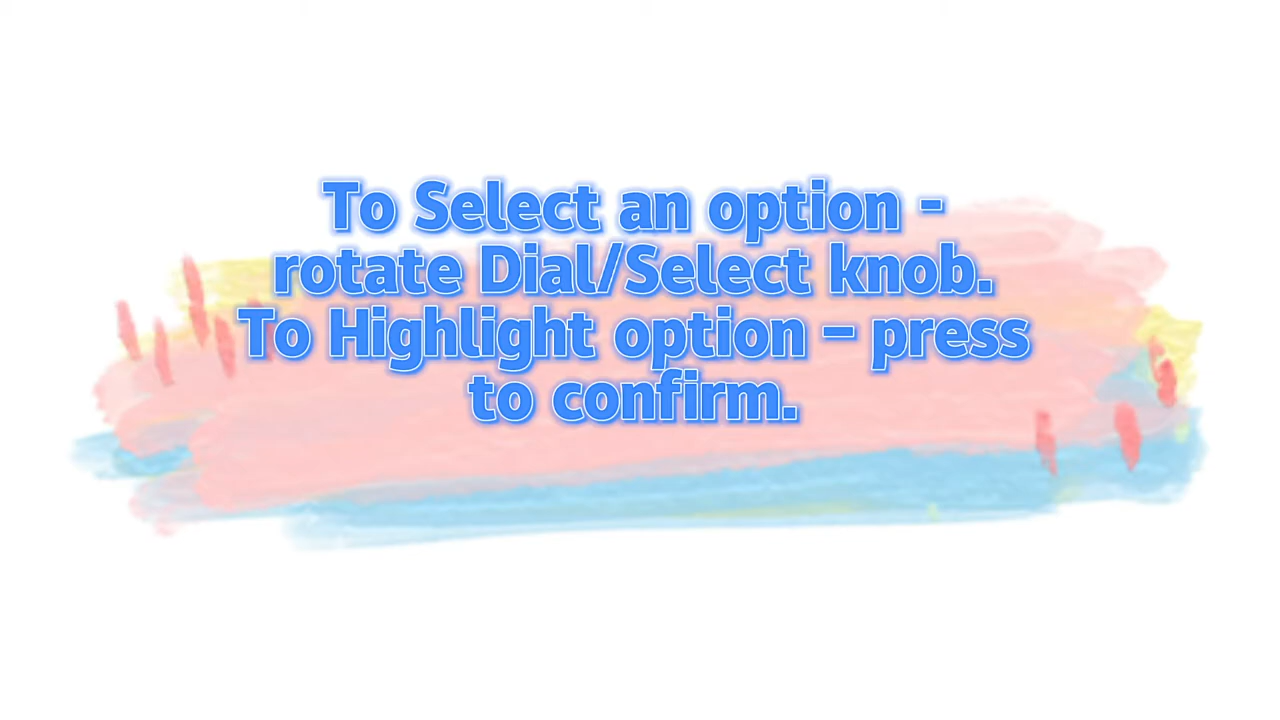 To Select an option -
rotate Dial/Select knob.
To Highlight option – press
to confirm.